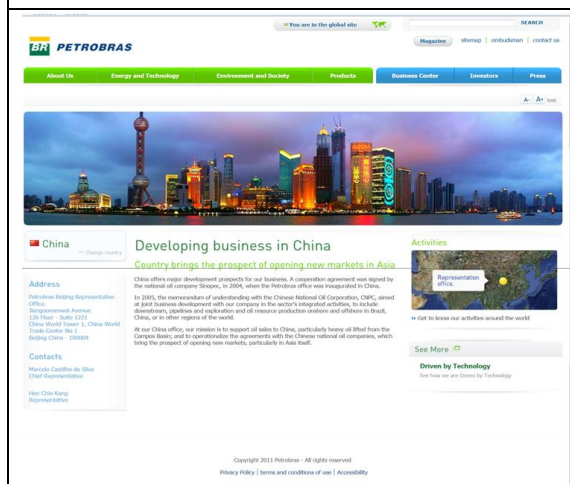 You are in the global site
SEARCH
BR PETROBRAS
Magazine sitemap | ombudsman | contact us
About Us Energy and Technology Environment and Society Products Business Center Investors Press
A- | A+ text
China
Change country
Developing business in China
Country brings the prospect of opening new markets in Asia
China offers major development prospects for our business. A cooperation agreement was signed by
the national oil company Sinopec, in 2004, when the Petrobras office was inaugurated in China.
In 2005, the memorandum of understanding with the Chinese National Oil Corporation, CNPC, aimed
at joint business development with our company in the sector's integrated activities, to include
downstream, pipelines and exploration and oil resource production onshore and offshore in Brazil,
China, or in other regions of the world.
At our China office, our mission is to support oil sales to China, particularly heavy oil lifted from the
Campos Basin; and to operationalize the agreements with the Chinese national oil companies, which
bring the prospect of opening new markets, particularly in Asia itself.
Address
Petrobras Beijing Representative
Office.
Jianguomenwai Avenue
12h Floor - Suite 1221
China World Tower 1, China World
Trade Center No 1
Beijing China - 100004
Contacts
Marcelo Castilho da Silva
Chief Representative
Han Chia Kang
Representative
Activities
Representation
office.
Get to know our activities around the world
See More
Driven by Technology
See how we are Driven by Technology
Copyright 2011 Petrobras - All rights reserved
Privacy Policy | terms and conditions of use | Accessibility